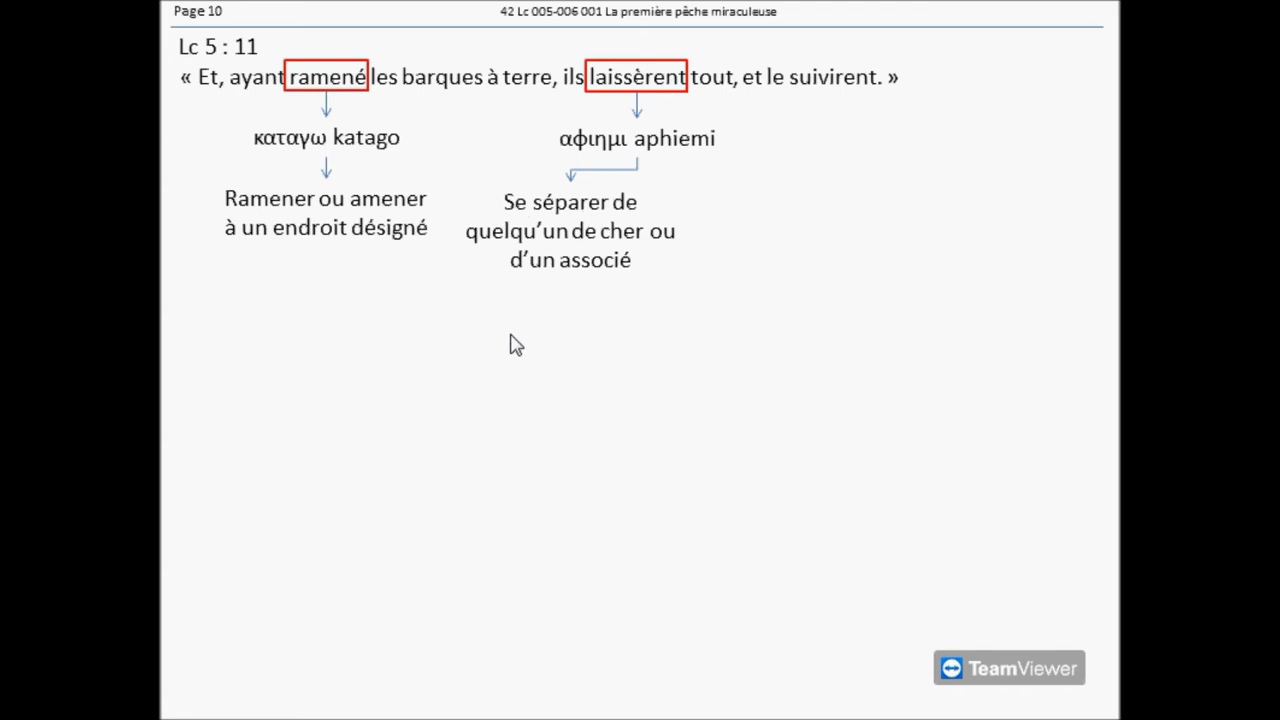 Page 10
42 Lc 005-006 001 La première pêche miraculeuse
Lc 5 : 11
« Et, ayant ramené les barques à terre, ils laissèrent tout, et le suivirent. »
καταγω katago
αφιημι aphiemi
Ramener ou amener
à un endroit désigné
Se séparer de
quelqu’un de cher ou
d’un associé
TeamViewer